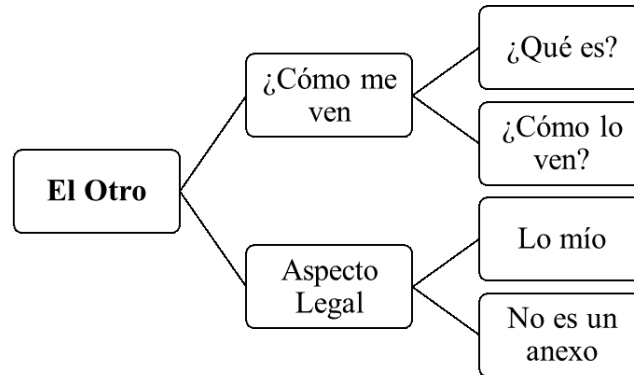 El Otro
¿Cómo me
ven
¿Qué es?
¿Cómo lo
ven?
Aspecto
Legal
Lo mío
No es un
anexo